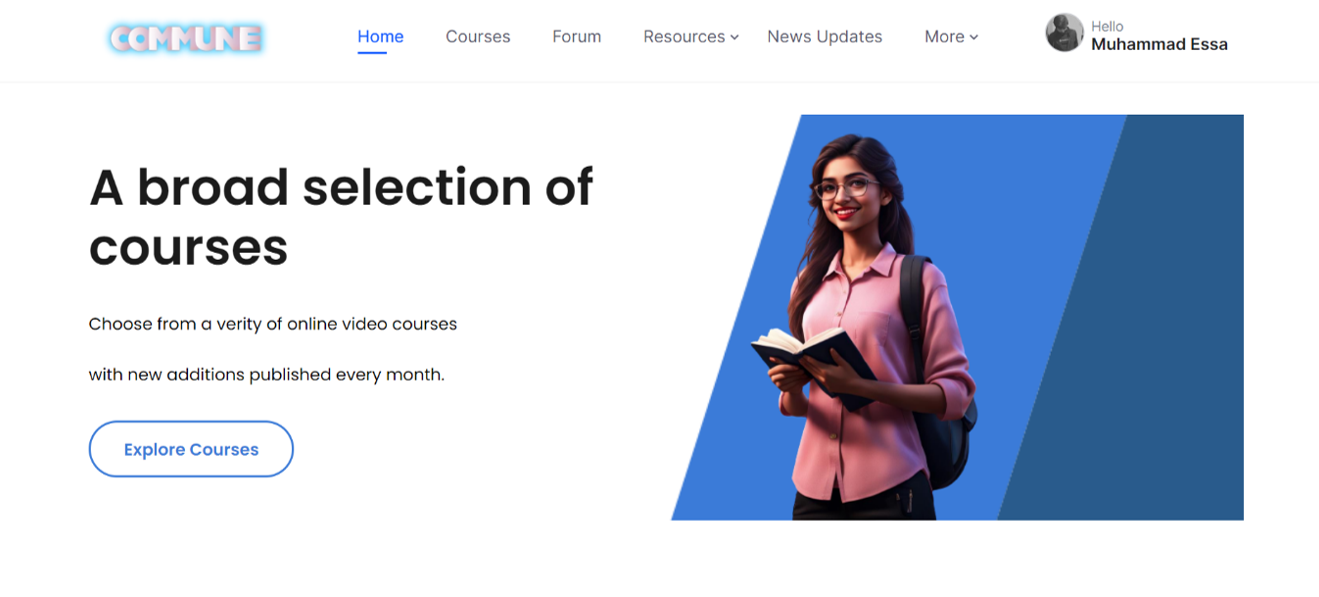 COMMUNE
Home Courses Forum Resources News Updates More
Hello
Muhammad Essa
A broad selection of
courses
Choose from a verity of online video courses
with new additions published every month.
Explore Courses